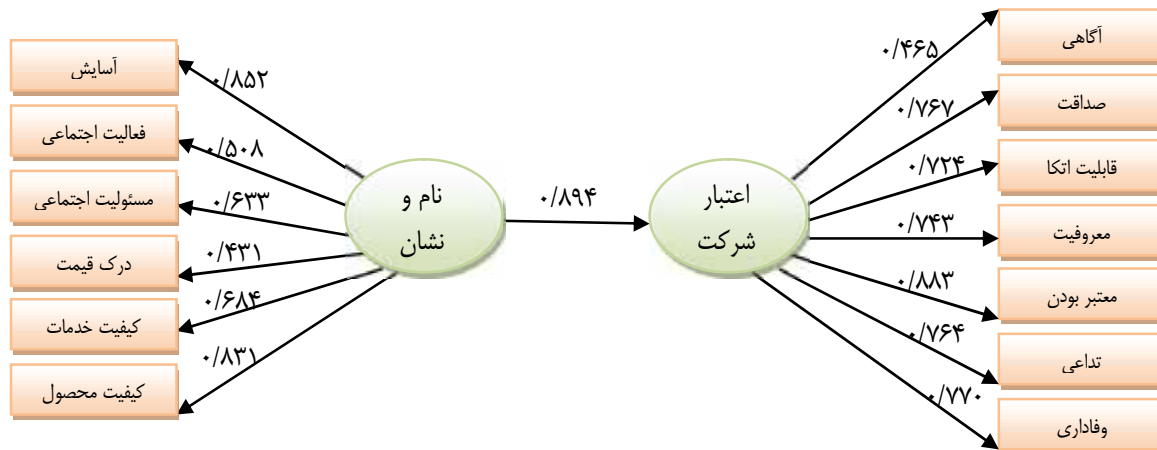 آگاهی
۰/۴۶۵
صداقت
۰/۷۶۷
قابلیت اتکا
۰/۷۲۴
معروفیت
۰/۷۴۳
معتبر بودن
۰/۸۸۳
تداعی
۰/۷۶۴
وفاداری
۰/۷۷۰
اعتبار
شرکت
۰/۸۹۴
نام و
نشان
آسایش
۰/۸۵۲
فعالیت اجتماعی
۰/۵۰۸
مسئولیت اجتماعی
۰/۶۳۳
درک قیمت
۰/۴۳۱
کیفیت خدمات
۰/۶۸۴
کیفیت محصول
۰/۸۳۱